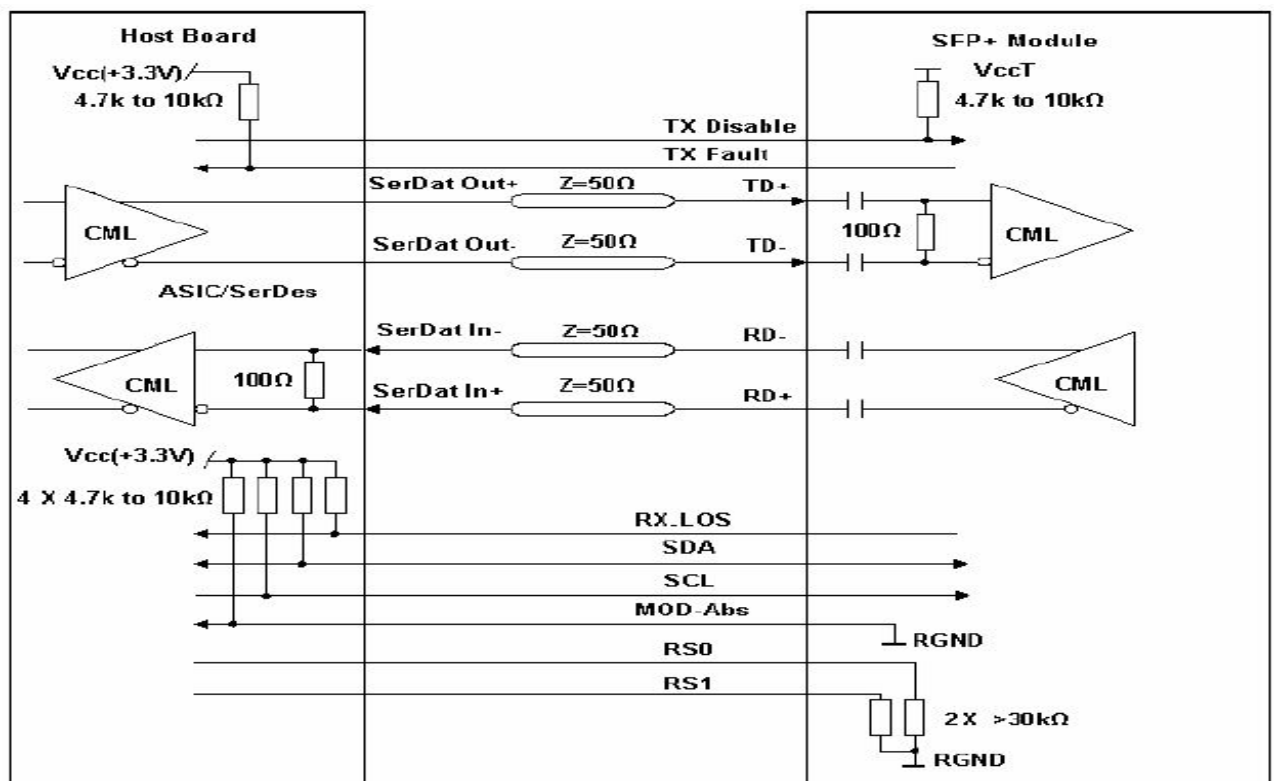 Host Board
SFP+ Module
Vcc(+3.3V)
4.7k to 10kΩ
VccT
4.7k to 10kΩ
TX Disable
TX Fault
SerDat Out+
Z=50Ω
TD+
CML
100Ω
CML
SerDat Out-
Z=50Ω
TD-
ASIC/SerDes
SerDat In-
Z=50Ω
RD-
CML
100Ω
CML
SerDat In+
Z=50Ω
RD+
Vcc(+3.3V)
4 X 4.7k to 10kΩ
RX_LOS
SDA
SCL
MOD-Abs
RGND
RS0
RS1
2X >30kΩ
RGND